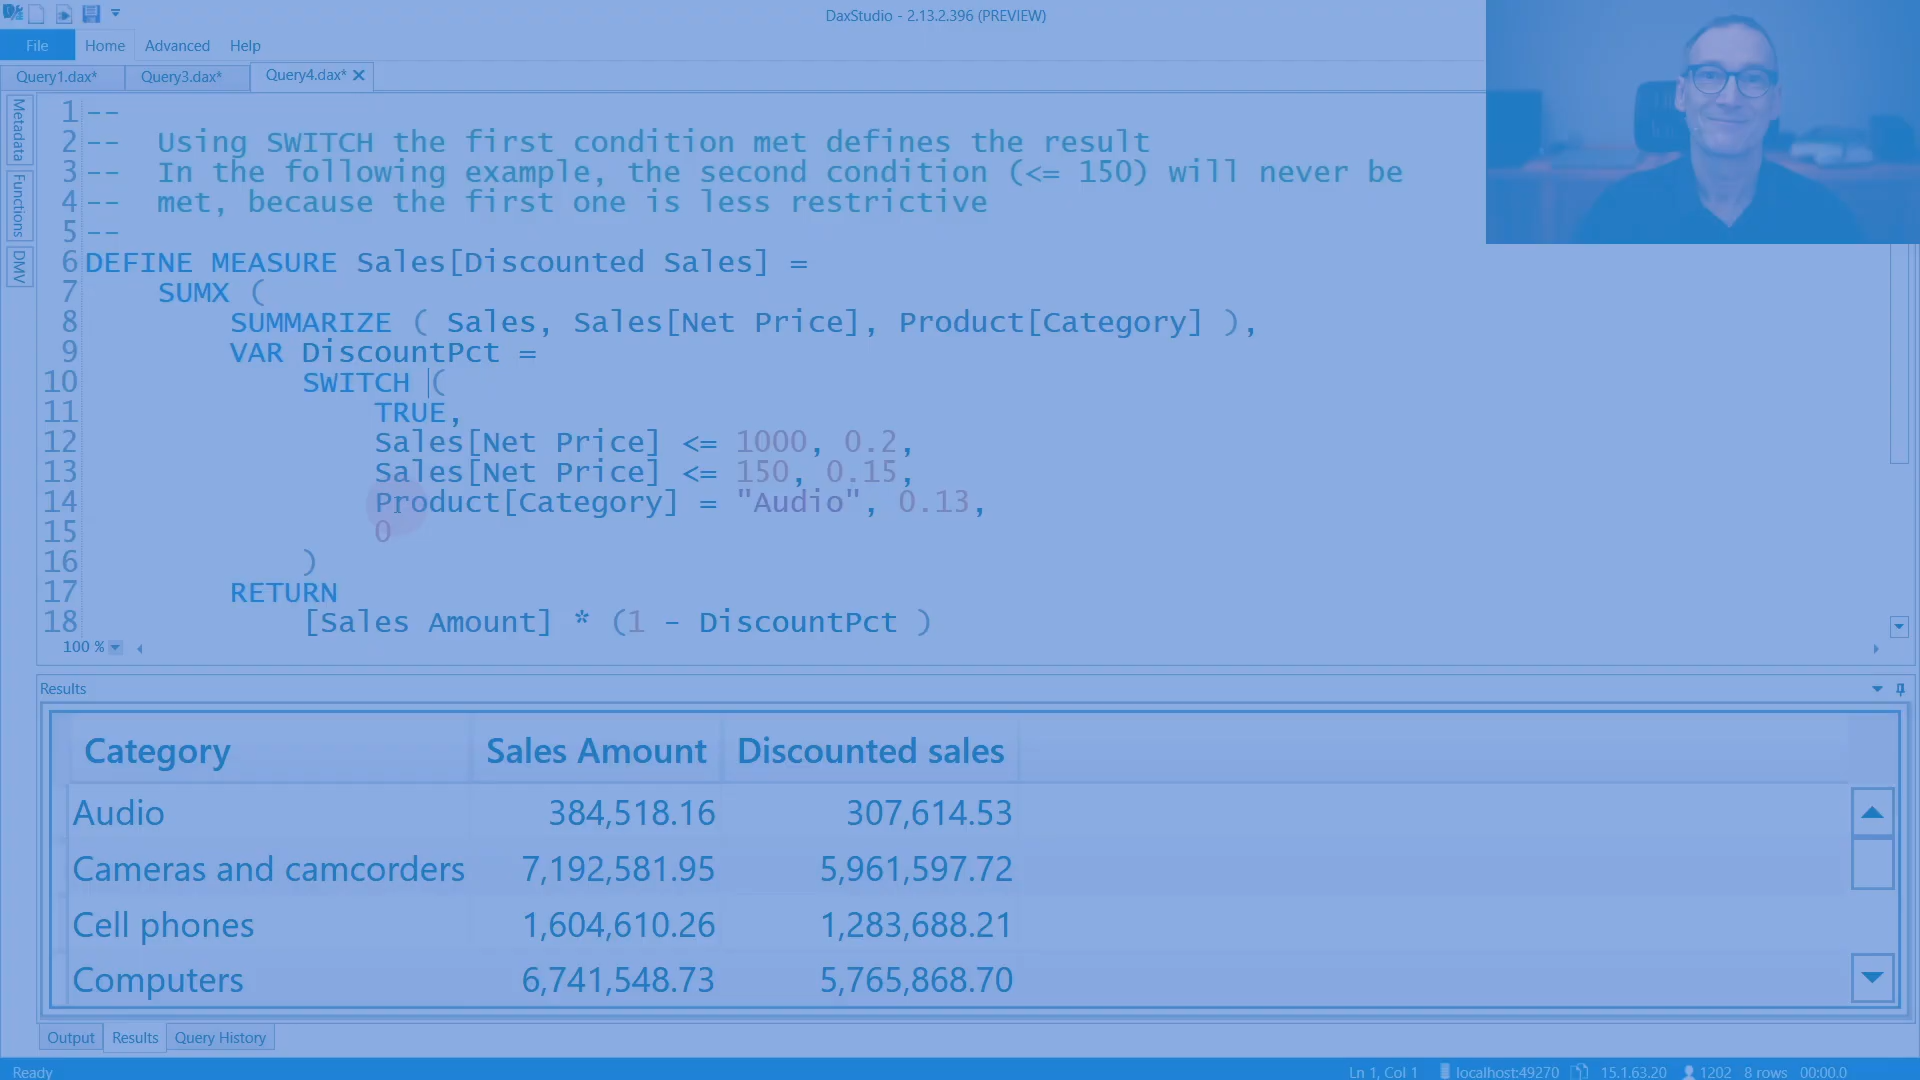 DaxStudio - 2.13.2.396 (PREVIEW)
File Home Advanced Help
Query1.dax* Query3.dax* Query4.dax*
Metadata
Functions
DMV
1 --
2 -- Using SWITCH the first condition met defines the result
3 -- In the following example, the second condition (<= 150) will never be
4 -- met, because the first one is less restrictive
5 --
6 DEFINE MEASURE Sales[Discounted Sales] =
7 SUMX (
8 SUMMARIZE ( Sales, Sales[Net Price], Product[Category] ),
9 VAR DiscountPct =
10 SWITCH (
11 TRUE,
12 Sales[Net Price] <= 1000, 0.2,
13 Sales[Net Price] <= 150, 0.15,
14 Product[Category] = "Audio", 0.13,
15 0
16 )
17 RETURN
18 [Sales Amount] * (1 - DiscountPct )
100 %
Results
Category Sales Amount Discounted sales
Audio 384,518.16 307,614.53
Cameras and camcorders 7,192,581.95 5,961,597.72
Cell phones 1,604,610.26 1,283,688.21
Computers 6,741,548.73 5,765,868.70
Output Results Query History
Ready Ln 1, Col 1 localhost:49270 15.1.63.20 1202 8 rows 00:00.0